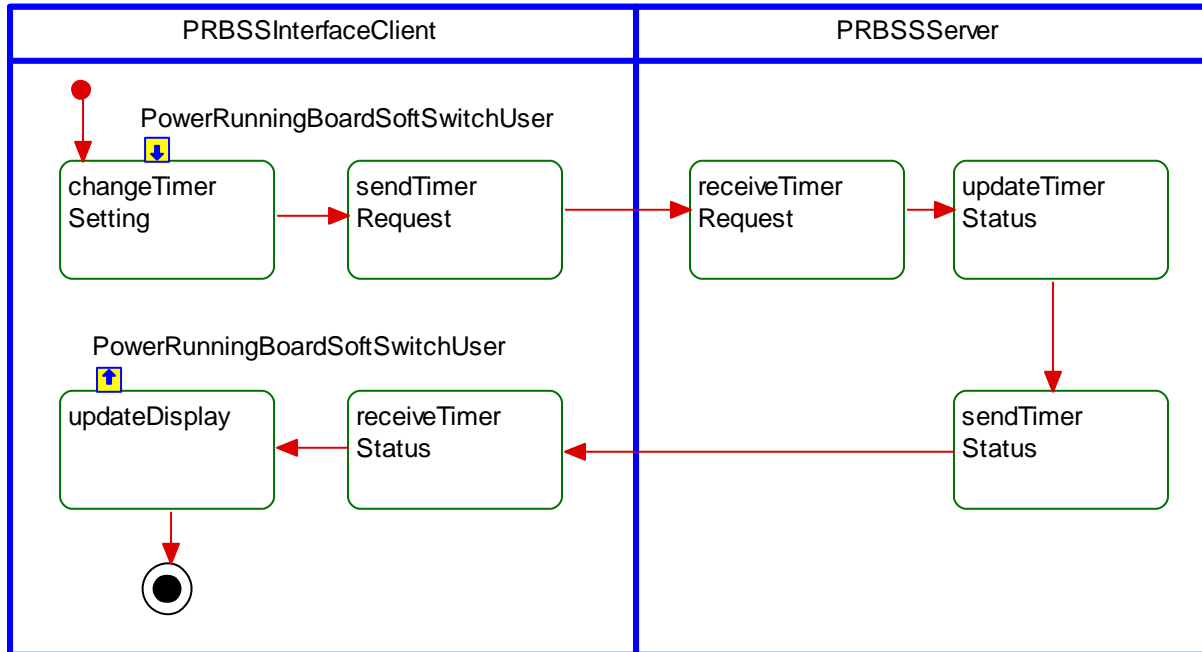 PRBSSInterfaceClient
PRBSSServer
PowerRunningBoardSoftSwitchUser
changeTimer
Setting
sendTimer
Request
receiveTimer
Request
updateTimer
Status
PowerRunningBoardSoftSwitchUser
updateDisplay
receiveTimer
Status
sendTimer
Status